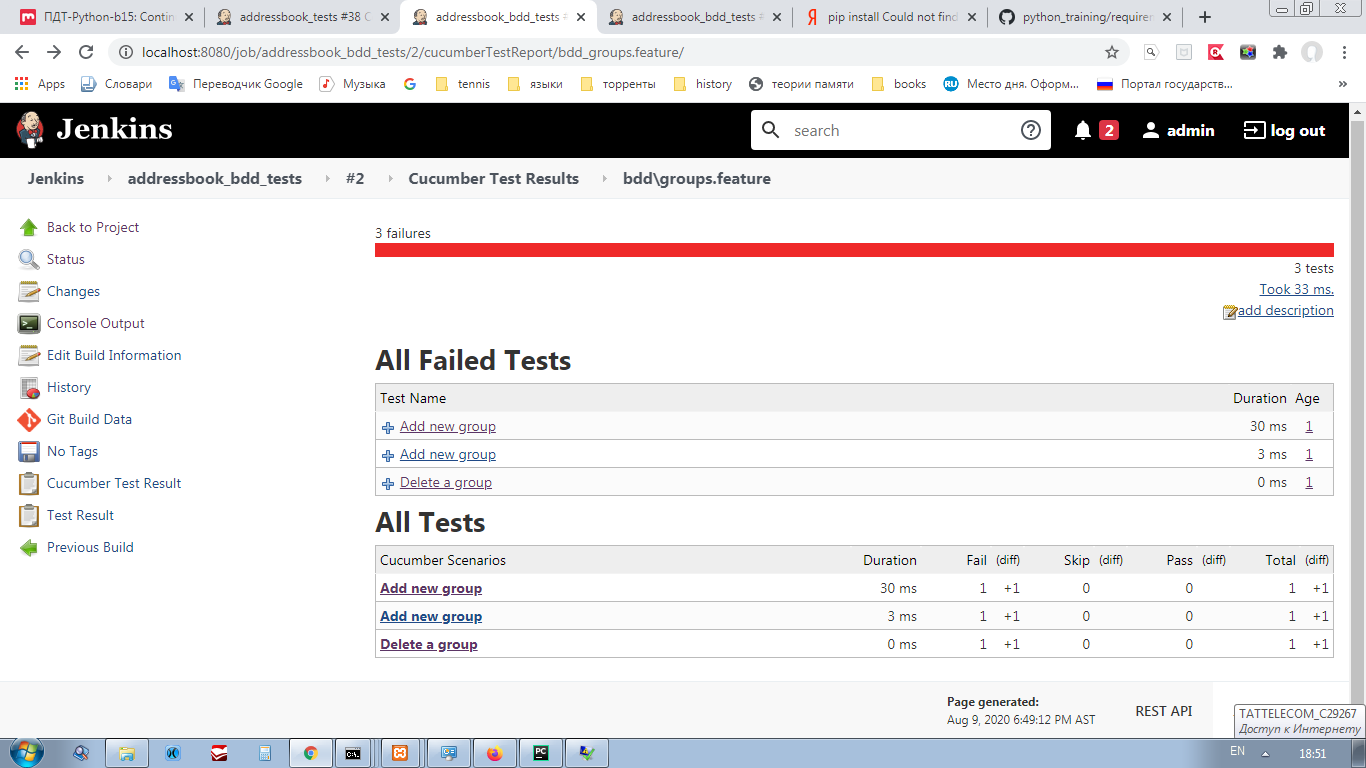 ПДТ-Python-b15: Contin
addressbook_tests #38 C
addressbook_bdd_tests #
addressbook_bdd_tests #
pip install Could not find
python_training/requirem
localhost:8080/job/addressbook_bdd_tests/2/cucumberTestReport/bdd_groups.feature/
Apps
Словари
Переводчик Google
Музыка
tennis
языки
торренты
history
теории памяти
books
Место дня. Оформ...
Портал государств...
»
Jenkins
search
2
admin
log out
Jenkins
addressbook_bdd_tests
#2
Cucumber Test Results
bdd\groups.feature
Back to Project
Status
Changes
Console Output
Edit Build Information
History
Git Build Data
No Tags
Cucumber Test Result
Test Result
Previous Build
3 failures
3 tests
Took 33 ms.
add description
All Failed Tests
Test Name Duration Age
Add new group 30 ms 1
Add new group 3 ms 1
Delete a group 0 ms 1
All Tests
Cucumber Scenarios Duration Fail (diff) Skip (diff) Pass (diff) Total (diff)
Add new group 30 ms 1 +1 0 0 1 +1
Add new group 3 ms 1 +1 0 0 1 +1
Delete a group 0 ms 1 +1 0 0 1 +1
Page generated:
Aug 9, 2020 6:49:12 PM AST
REST API
TATTELECOM_C29267
Доступ к Интернету
EN
18:51